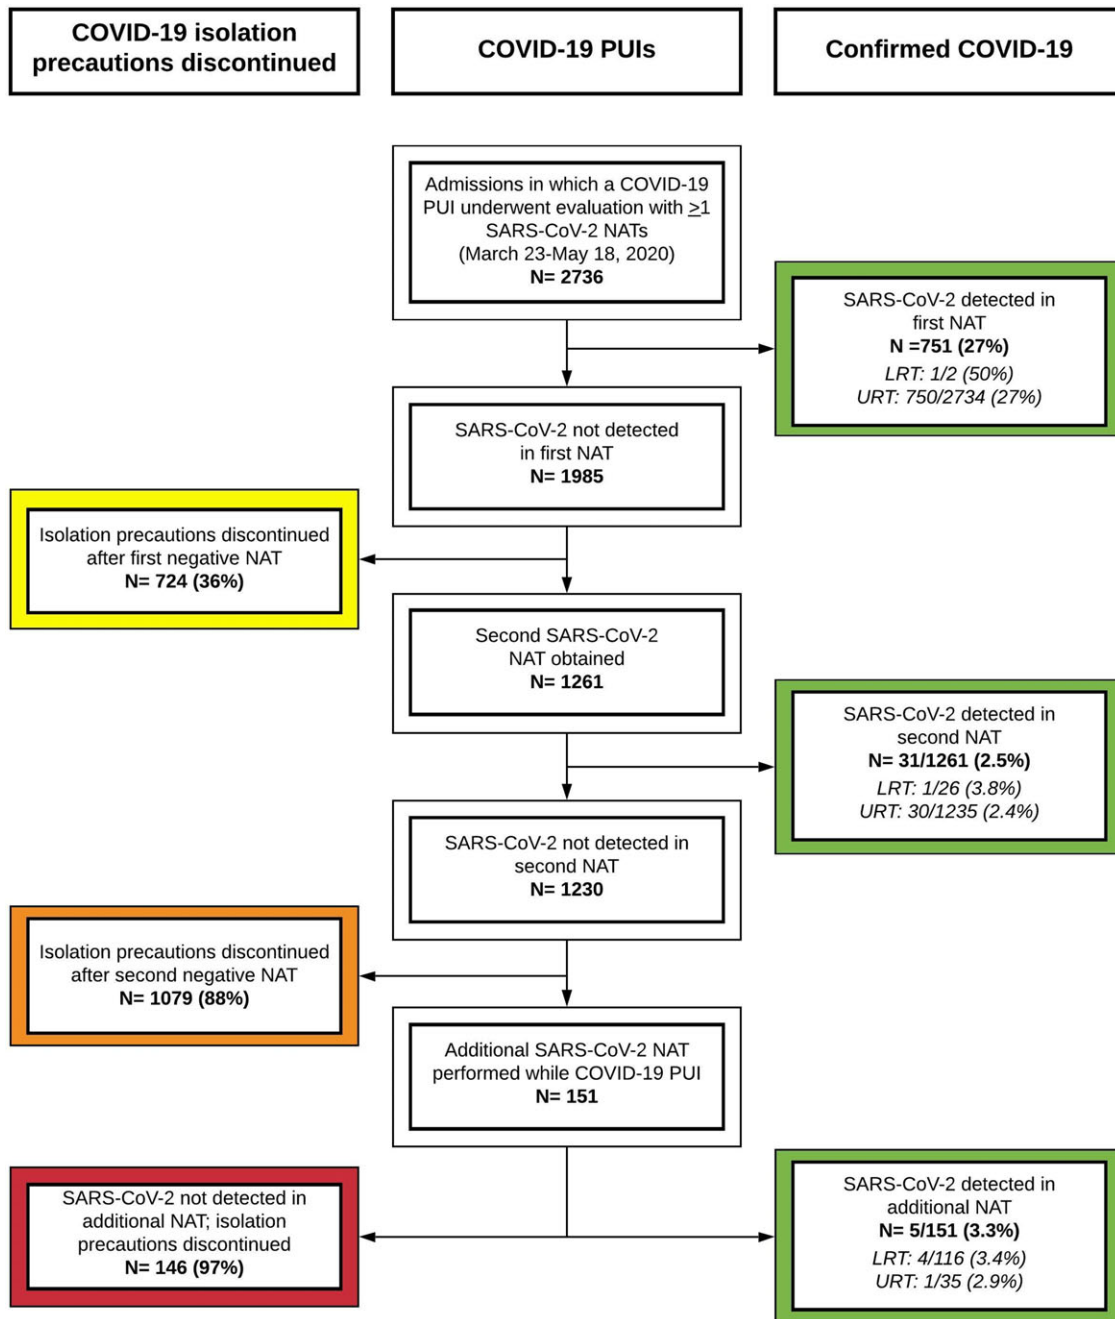 COVID-19 isolation
precautions discontinued
COVID-19 PUIs
Confirmed COVID-19
Admissions in which a COVID-19
PUI underwent evaluation with ≥1
SARS-CoV-2 NATs
(March 23-May 18, 2020)
N= 2736
SARS-CoV-2 detected in
first NAT
N =751 (27%)
LRT: 1/2 (50%)
URT: 750/2734 (27%)
SARS-CoV-2 not detected
in first NAT
N= 1985
Isolation precautions discontinued
after first negative NAT
N= 724 (36%)
Second SARS-CoV-2
NAT obtained
N= 1261
SARS-CoV-2 detected in
second NAT
N= 31/1261 (2.5%)
LRT: 1/26 (3.8%)
URT: 30/1235 (2.4%)
SARS-CoV-2 not detected in
second NAT
N= 1230
Isolation precautions discontinued
after second negative NAT
N= 1079 (88%)
Additional SARS-CoV-2 NAT
performed while COVID-19 PUI
N= 151
SARS-CoV-2 not detected in
additional NAT; isolation
precautions discontinued
N= 146 (97%)
SARS-CoV-2 detected in
additional NAT
N= 5/151 (3.3%)
LRT: 4/116 (3.4%)
URT: 1/35 (2.9%)